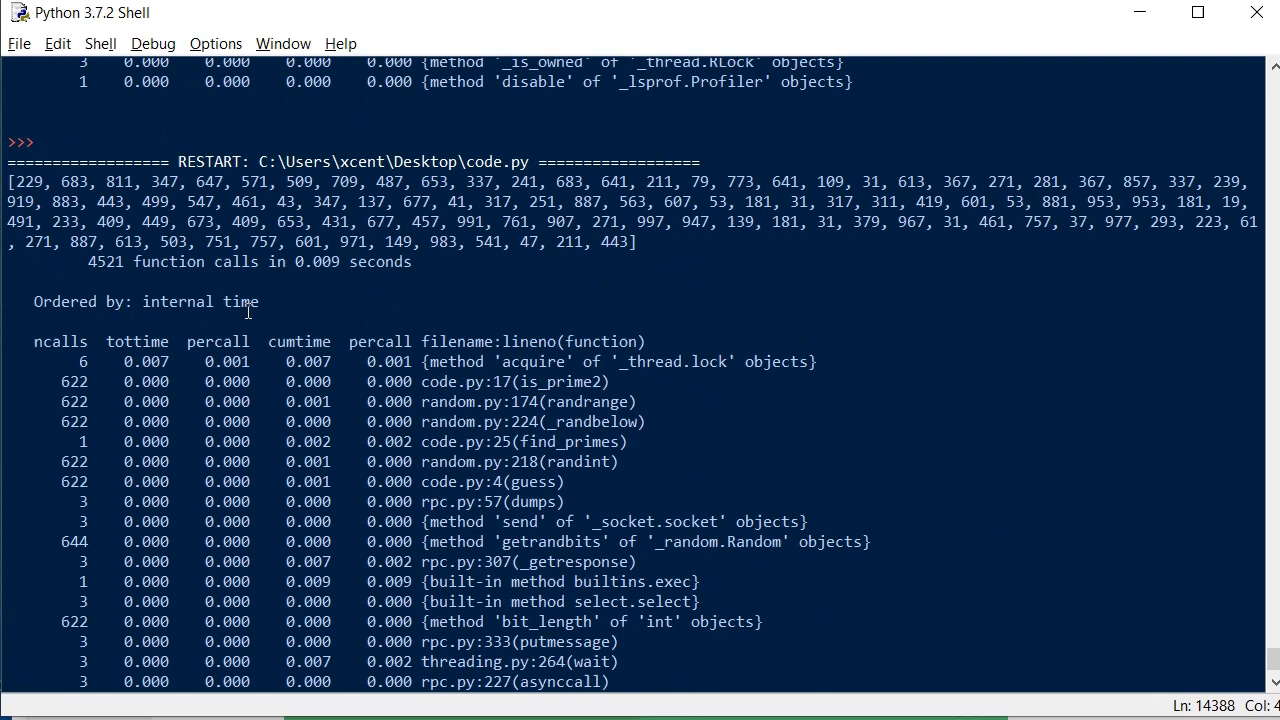 Python 3.7.2 Shell
File Edit Shell Debug Options Window Help
3 0.000 0.000 0.000 0.000 {method '_is_owned' of '_thread.RLock' objects}
1 0.000 0.000 0.000 0.000 {method 'disable' of '_lsprof.Profiler' objects}
>>>
================== RESTART: C:\Users\xcent\Desktop\code.py ==================
[229, 683, 811, 347, 647, 571, 509, 709, 487, 653, 337, 241, 683, 641, 211, 79, 773, 641, 109, 31, 613, 367, 271, 281, 367, 857, 337, 239,
919, 883, 443, 499, 547, 461, 43, 347, 137, 677, 41, 317, 251, 887, 563, 607, 53, 181, 31, 317, 311, 419, 601, 53, 881, 953, 953, 181, 19,
491, 233, 409, 449, 673, 409, 653, 431, 677, 457, 991, 761, 907, 271, 997, 947, 139, 181, 31, 379, 967, 31, 461, 757, 37, 977, 293, 223, 61
, 271, 887, 613, 503, 751, 757, 601, 971, 149, 983, 541, 47, 211, 443]
4521 function calls in 0.009 seconds
Ordered by: internal time
ncalls tottime percall cumtime percall filename:lineno(function)
6 0.007 0.001 0.007 0.001 {method 'acquire' of '_thread.lock' objects}
622 0.000 0.000 0.000 0.000 code.py:17(is_prime2)
622 0.000 0.000 0.001 0.000 random.py:174(randrange)
622 0.000 0.000 0.000 0.000 random.py:224(_randbelow)
1 0.000 0.000 0.002 0.002 code.py:25(find_primes)
622 0.000 0.000 0.001 0.000 random.py:218(randint)
622 0.000 0.000 0.001 0.000 code.py:4(guess)
3 0.000 0.000 0.000 0.000 rpc.py:57(dumps)
3 0.000 0.000 0.000 0.000 {method 'send' of '_socket.socket' objects}
644 0.000 0.000 0.000 0.000 {method 'getrandbits' of '_random.Random' objects}
3 0.000 0.000 0.007 0.002 rpc.py:307(_getresponse)
1 0.000 0.000 0.009 0.009 {built-in method builtins.exec}
3 0.000 0.000 0.000 0.000 {built-in method select.select}
622 0.000 0.000 0.000 0.000 {method 'bit_length' of 'int' objects}
3 0.000 0.000 0.000 0.000 rpc.py:333(putmessage)
3 0.000 0.000 0.007 0.002 threading.py:264(wait)
3 0.000 0.000 0.000 0.000 rpc.py:227(asynccall)
Ln: 14388 Col: 4